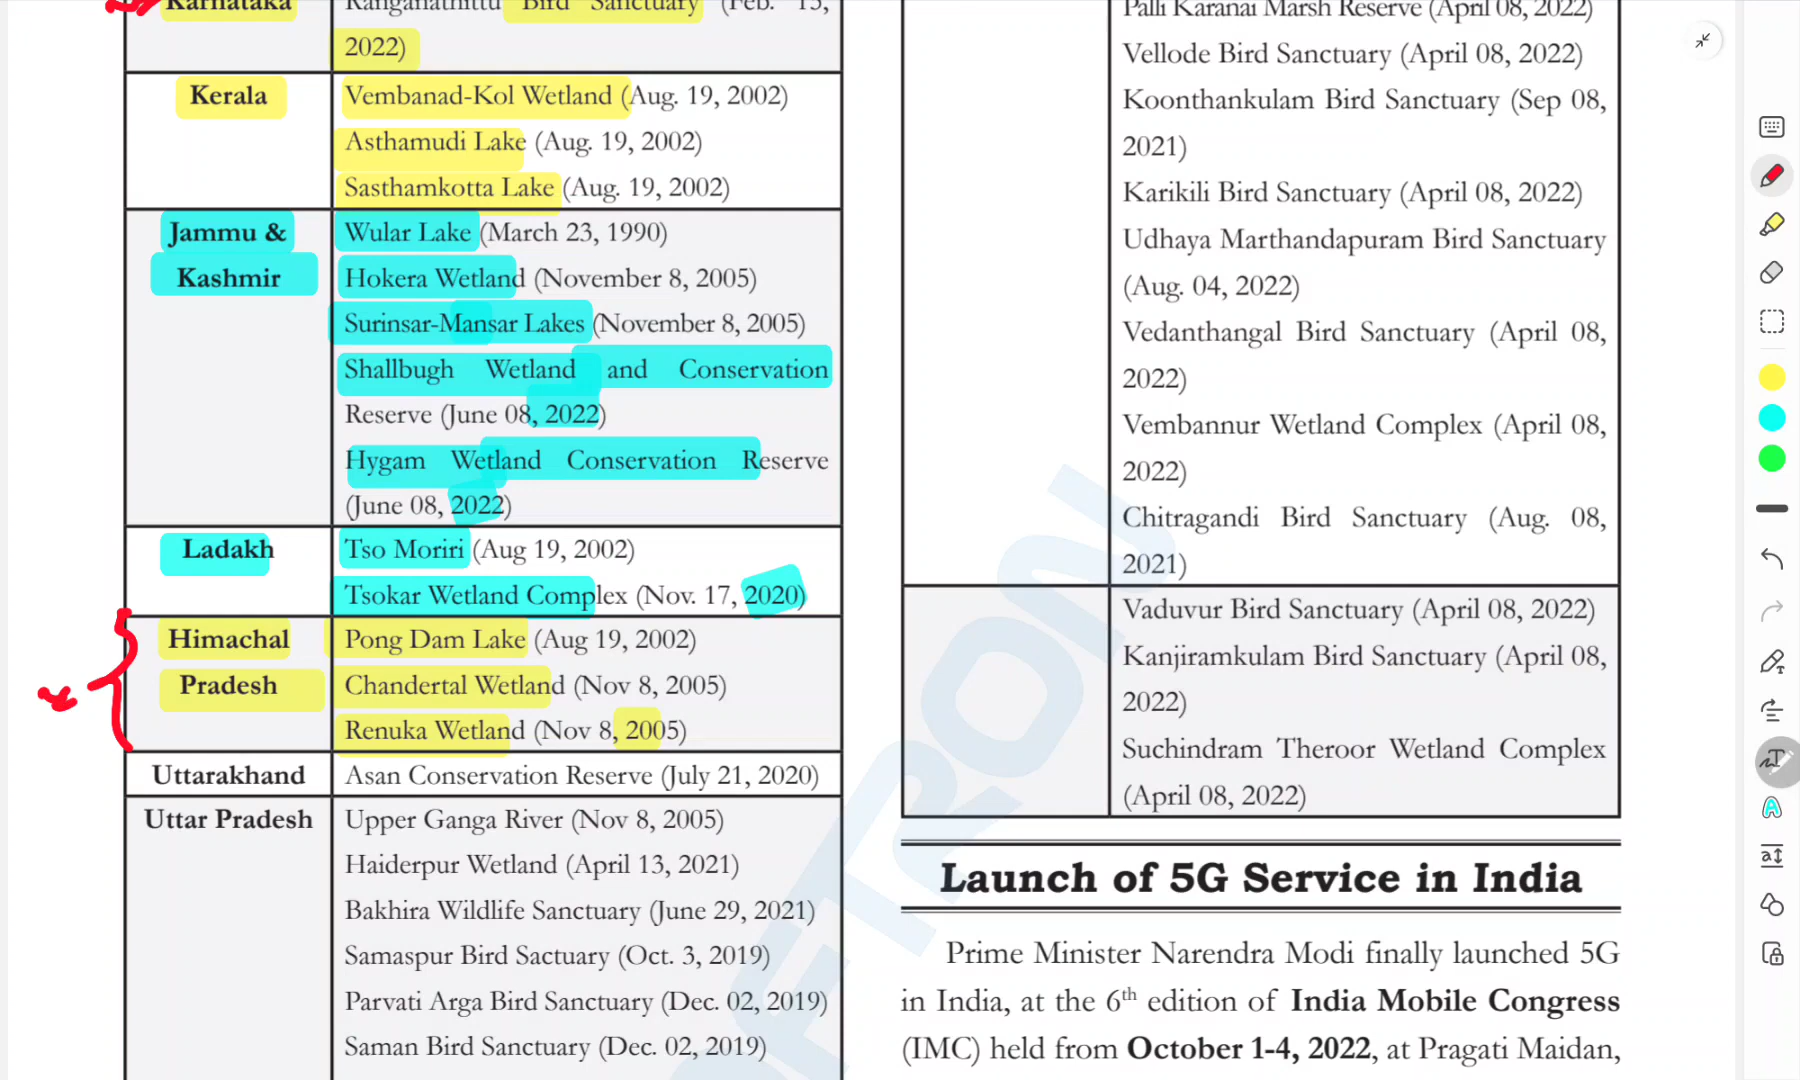 Karnataka
Ranganathittu Bird Sanctuary (Feb. 15,
2022)
Kerala
Vembanad-Kol Wetland (Aug. 19, 2002)
Asthamudi Lake (Aug. 19, 2002)
Sasthamkotta Lake (Aug. 19, 2002)
Jammu &
Kashmir
Wular Lake (March 23, 1990)
Hokera Wetland (November 8, 2005)
Surinsar-Mansar Lakes (November 8, 2005)
Shallbugh Wetland and Conservation
Reserve (June 08, 2022)
Hygam Wetland Conservation Reserve
(June 08, 2022)
Ladakh
Tso Moriri (Aug 19, 2002)
Tsokar Wetland Complex (Nov. 17, 2020)
Himachal
Pradesh
Pong Dam Lake (Aug 19, 2002)
Chandertal Wetland (Nov 8, 2005)
Renuka Wetland (Nov 8, 2005)
Uttarakhand
Asan Conservation Reserve (July 21, 2020)
Uttar Pradesh
Upper Ganga River (Nov 8, 2005)
Haiderpur Wetland (April 13, 2021)
Bakhira Wildlife Sanctuary (June 29, 2021)
Samaspur Bird Sactuary (Oct. 3, 2019)
Parvati Arga Bird Sanctuary (Dec. 02, 2019)
Saman Bird Sanctuary (Dec. 02, 2019)
Palli Karanai Marsh Reserve (April 08, 2022)
Vellode Bird Sanctuary (April 08, 2022)
Koonthankulam Bird Sanctuary (Sep 08,
2021)
Karikili Bird Sanctuary (April 08, 2022)
Udhaya Marthandapuram Bird Sanctuary
(Aug. 04, 2022)
Vedanthangal Bird Sanctuary (April 08,
2022)
Vembannur Wetland Complex (April 08,
2022)
Chitragandi Bird Sanctuary (Aug. 08,
2021)
Vaduvur Bird Sanctuary (April 08, 2022)
Kanjiramkulam Bird Sanctuary (April 08,
2022)
Suchindram Theroor Wetland Complex
(April 08, 2022)
Launch of 5G Service in India
Prime Minister Narendra Modi finally launched 5G
in India, at the 6th edition of India Mobile Congress
(IMC) held from October 1-4, 2022, at Pragati Maidan,